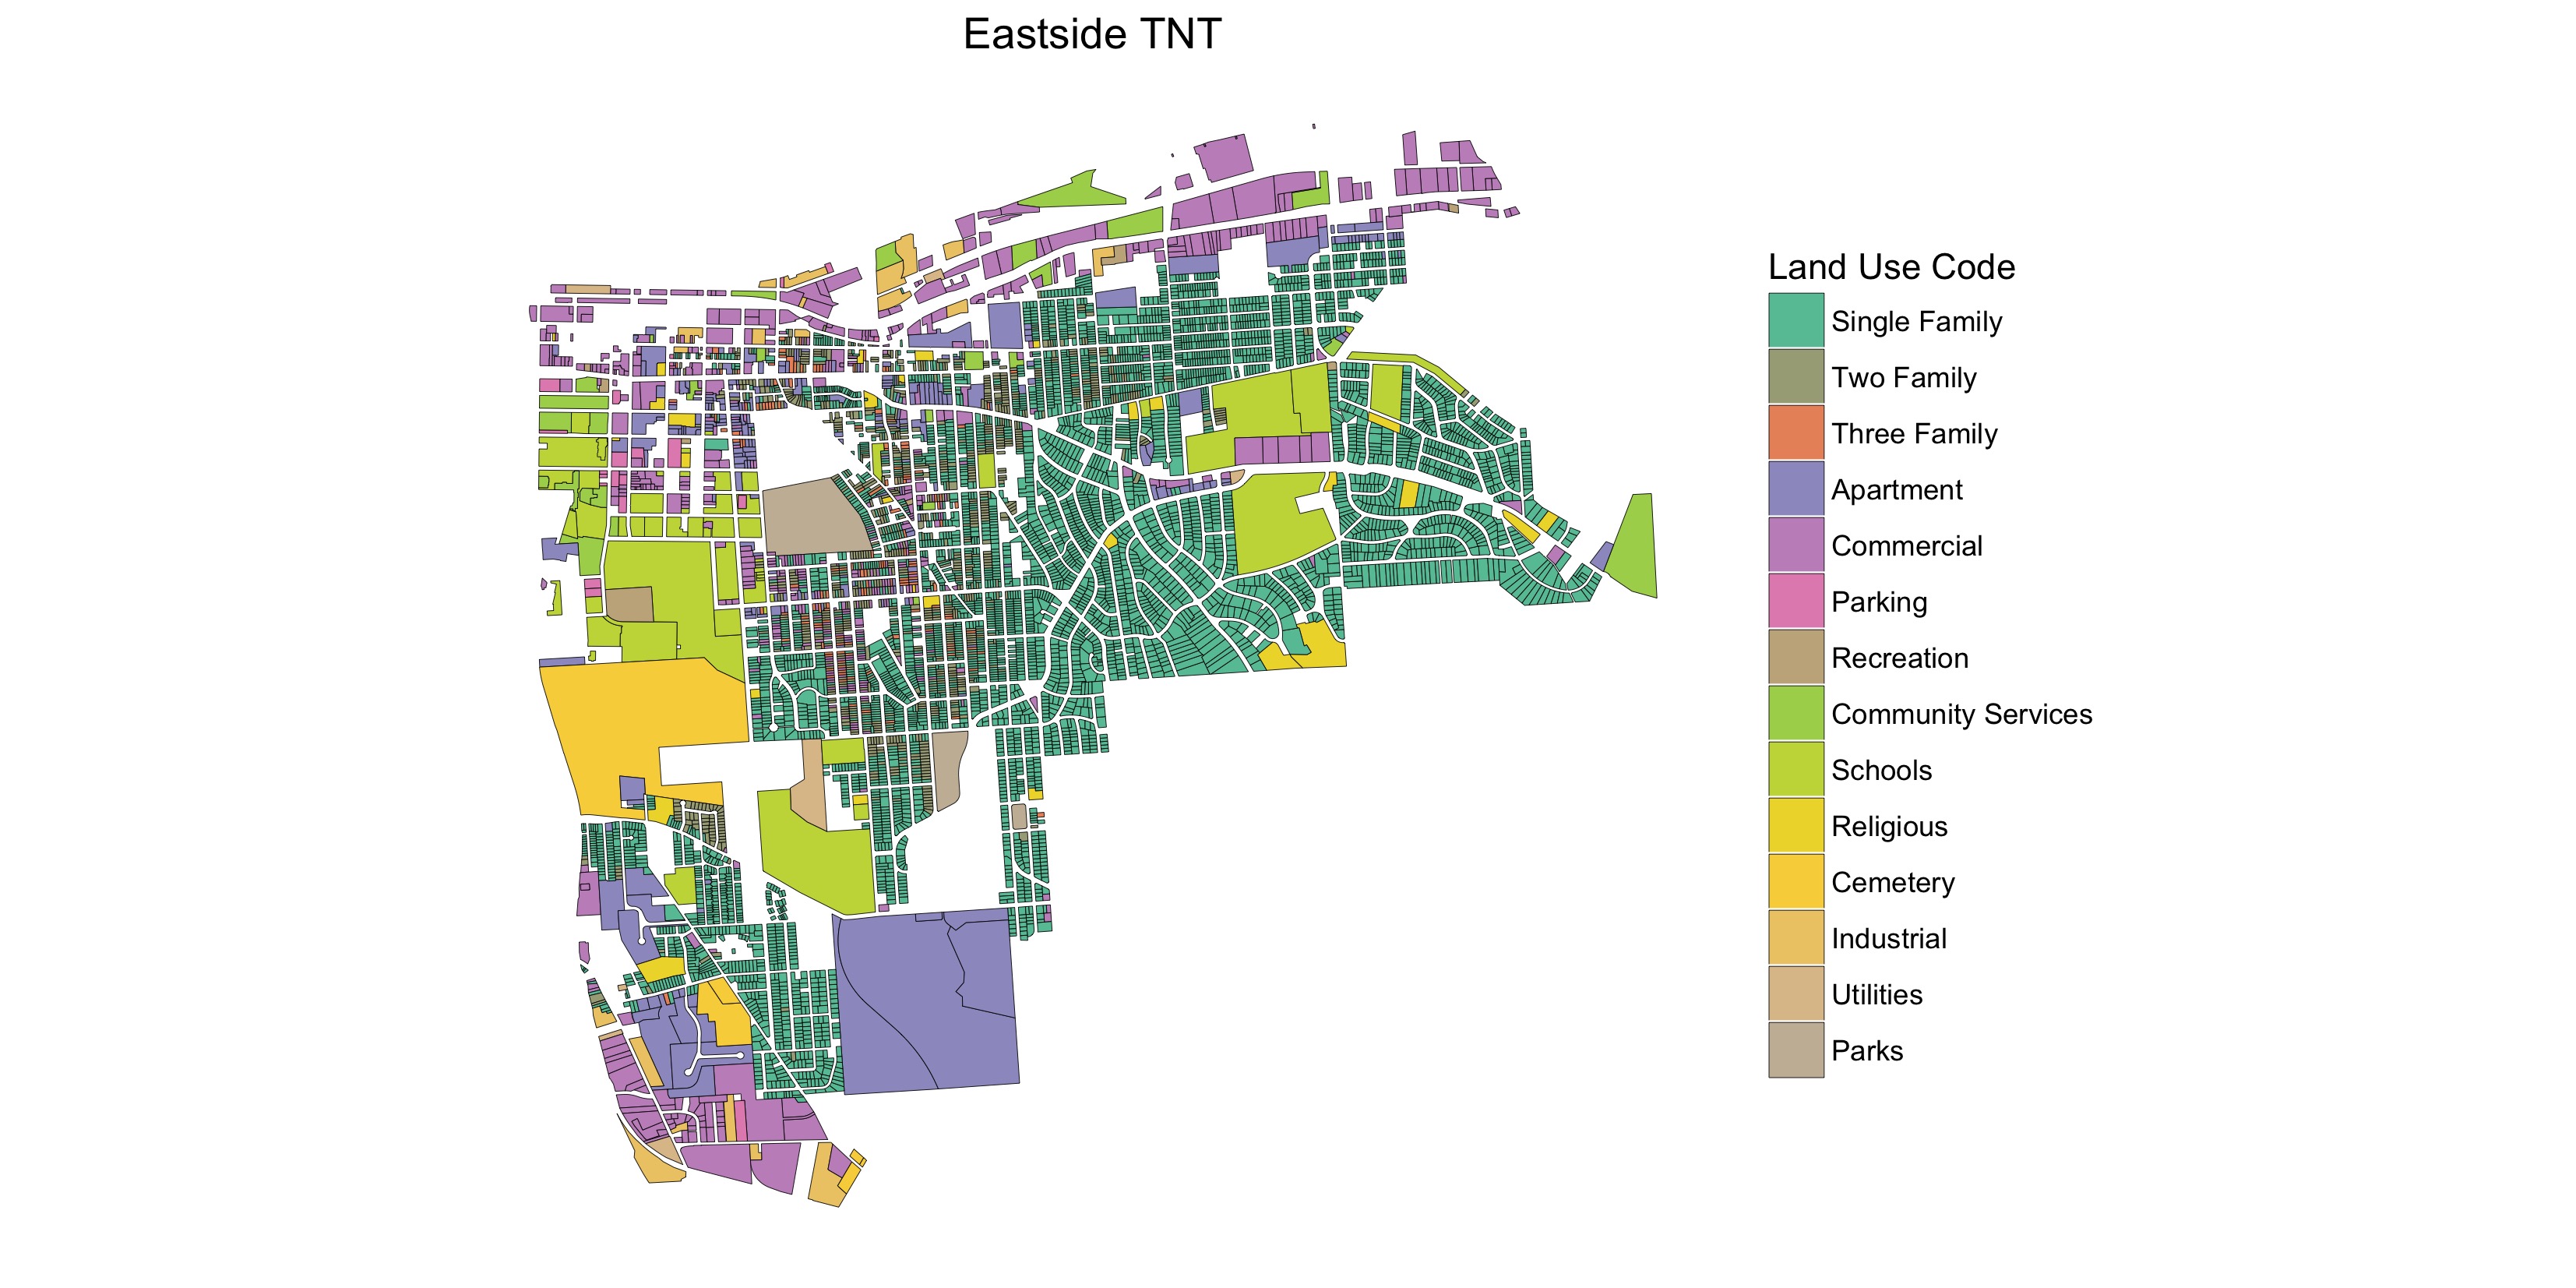 Eastside TNT
Land Use Code
Single Family
Two Family
Three Family
Apartment
Commercial
Parking
Recreation
Community Services
Schools
Religious
Cemetery
Industrial
Utilities
Parks